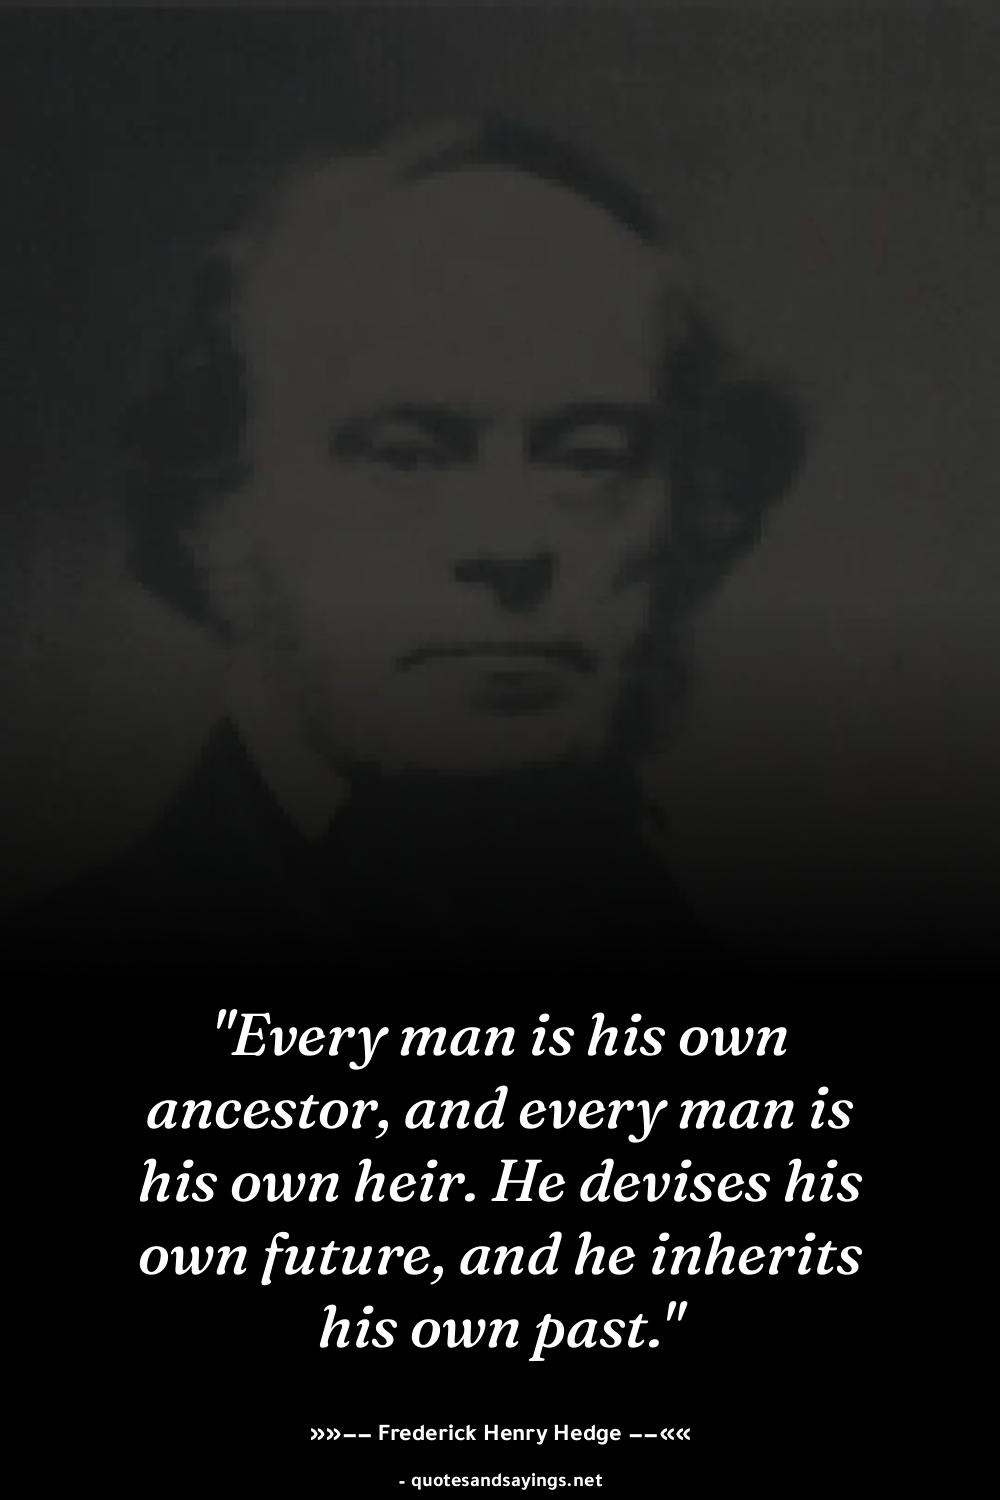 "Every man is his own
ancestor, and every man is
his own heir. He devises his
own future, and he inherits
his own past."
»»−− Frederick Henry Hedge −−««
- quotesandsayings.net